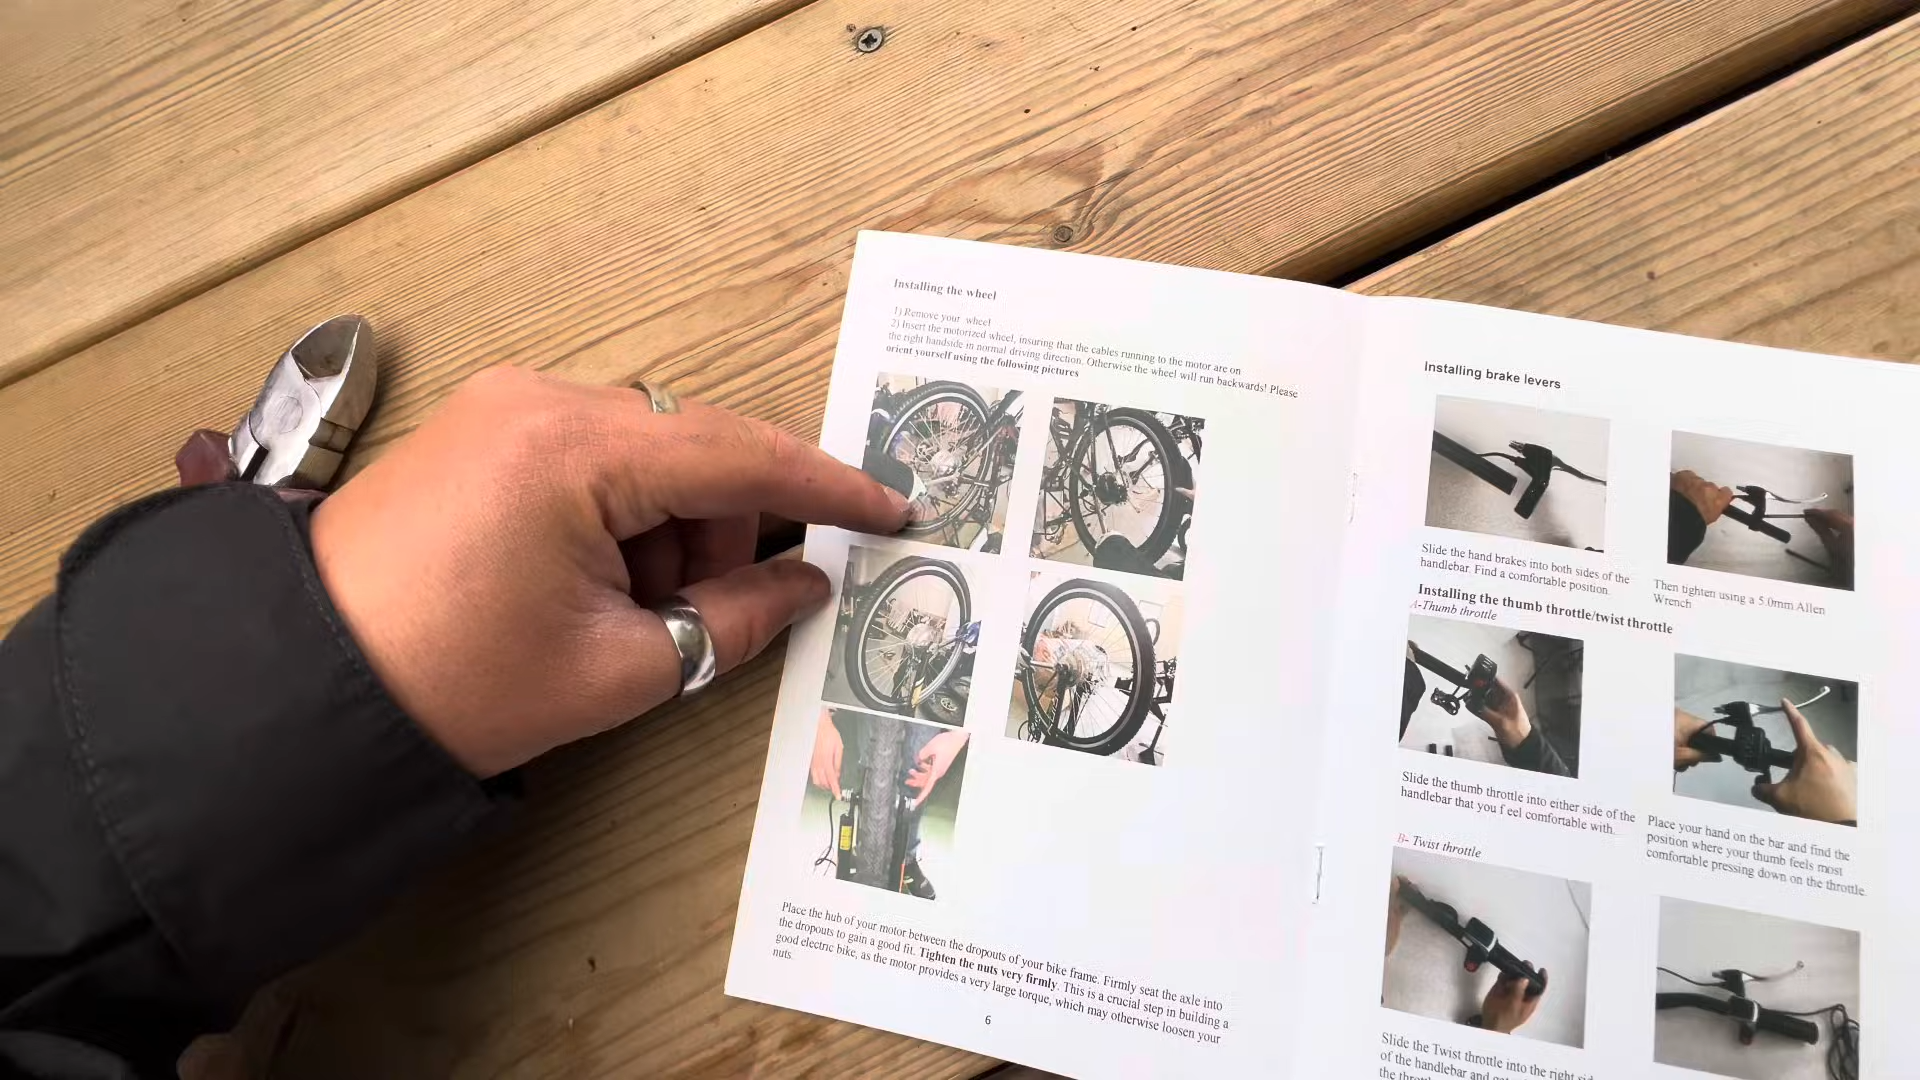 Installing the wheel
1) Remove your wheel
2) Insert the motorized wheel, insuring that the cables running to the motor are on
the right handside in normal driving direction. Otherwise the wheel will run backwards! Please
orient yourself using the following pictures
Place the hub of your motor between the dropouts of your bike frame. Firmly seat the axle into
the dropouts to gain a good fit. Tighten the nuts very firmly. This is a crucial step in building a
good electric bike, as the motor provides a very large torque, which may otherwise loosen your
nuts.
6
Installing brake levers
Slide the hand brakes into both sides of the
handlebar. Find a comfortable position.
Then tighten using a 5.0mm Allen
Wrench
Installing the thumb throttle/twist throttle
A-Thumb throttle
Slide the thumb throttle into either side of the
handlebar that you f eel comfortable with.
Place your hand on the bar and find the
position where your thumb feels most
comfortable pressing down on the throttle.
B- Twist throttle
Slide the Twist throttle into the right
of the handlebar and
the